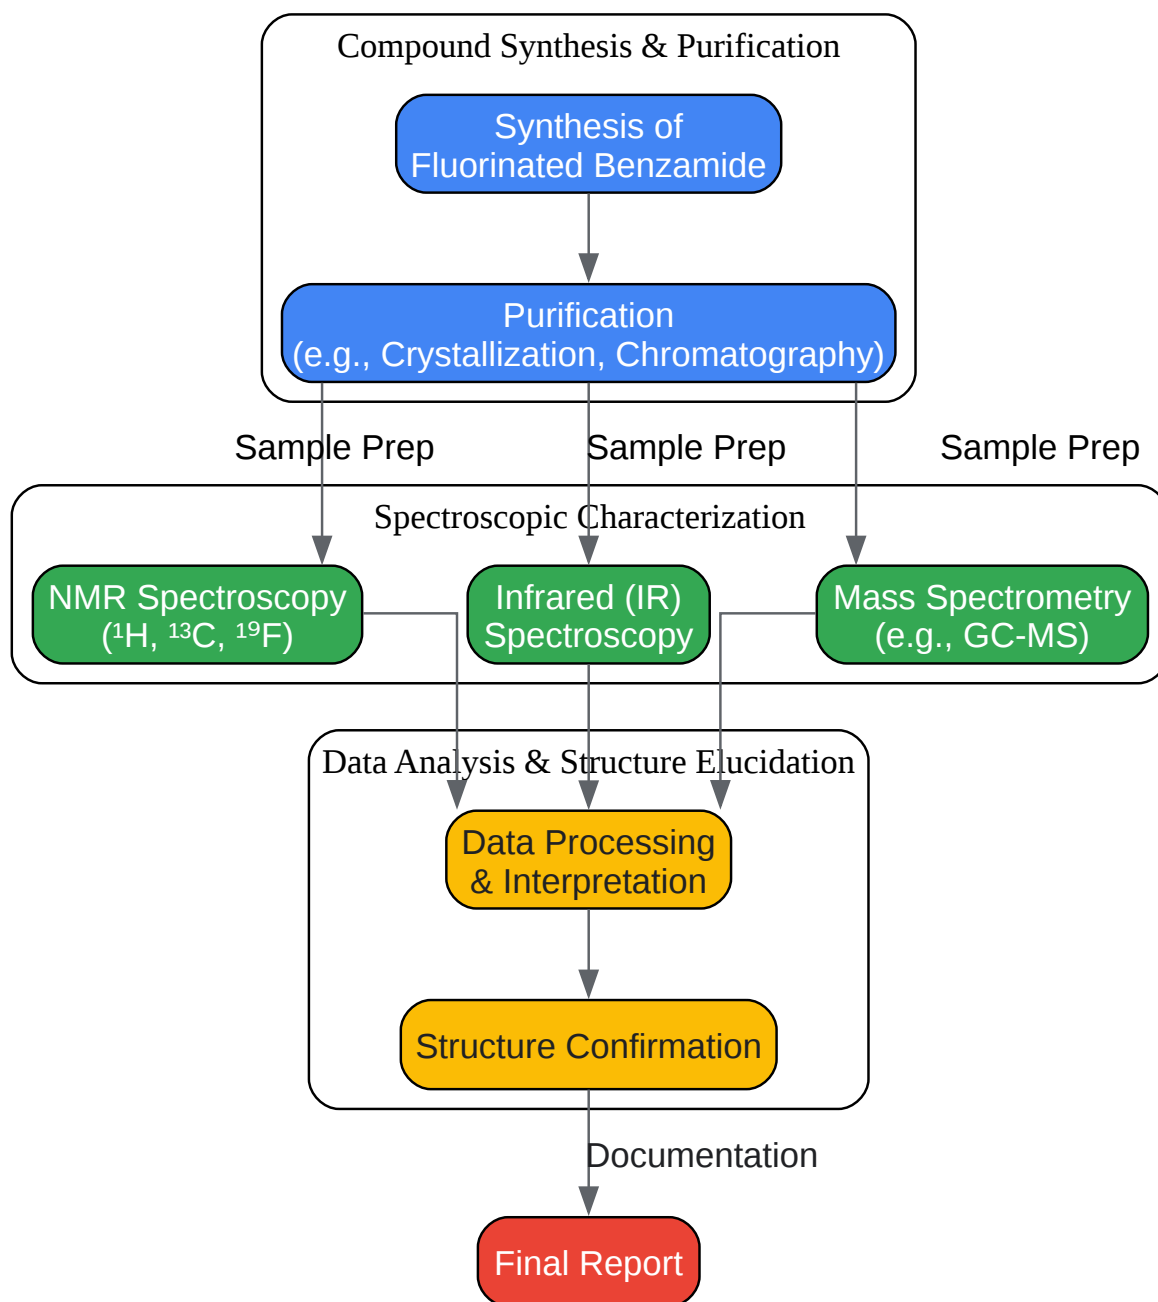 Compound Synthesis & Purification
Synthesis of
Fluorinated Benzamide
Purification
(e.g., Crystallization, Chromatography)
Sample Prep
Sample Prep
Sample Prep
Spectroscopic Characterization
NMR Spectroscopy
(¹H, ¹³C, ¹⁹F)
Infrared (IR)
Spectroscopy
Mass Spectrometry
(e.g., GC-MS)
Data Analysis & Structure Elucidation
Data Processing
& Interpretation
Structure Confirmation
Documentation
Final Report